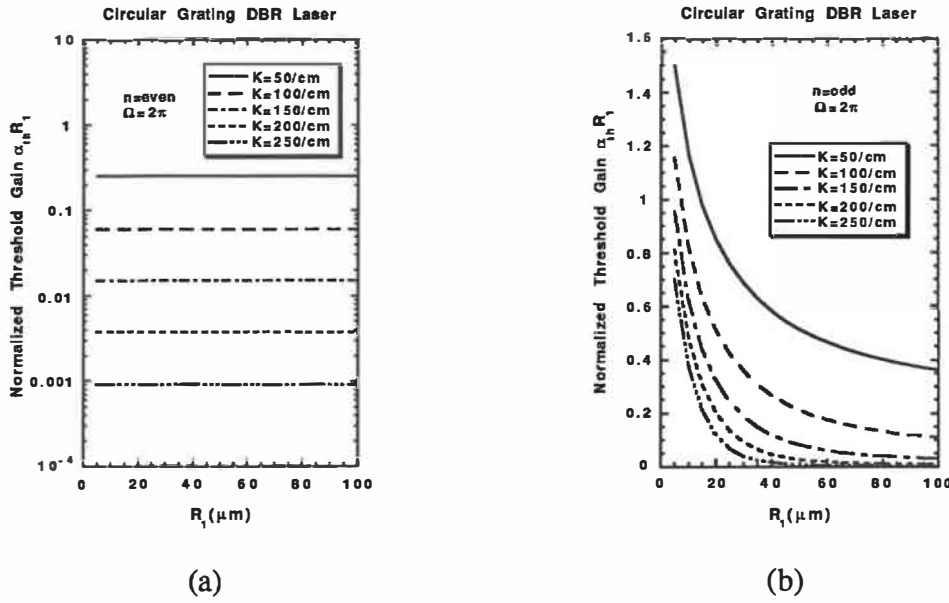 Circular Grating DBR Laser
10
1
0.1
0.01
0.001
10⁻⁴
Normalized Threshold Gain α_th R_1
n=even
Ω=2π
K=50/cm
K=100/cm
K=150/cm
K=200/cm
K=250/cm
0 20 40 60 80 100
R_1(μm)
(a)
Circular Grating DBR Laser
1.6
1.4
1.2
1
0.8
0.6
0.4
0.2
0
Normalized Threshold Gain α_th R_1
n=odd
Ω=2π
K=50/cm
K=100/cm
K=150/cm
K=200/cm
K=250/cm
0 20 40 60 80 100
R_1(μm)
(b)